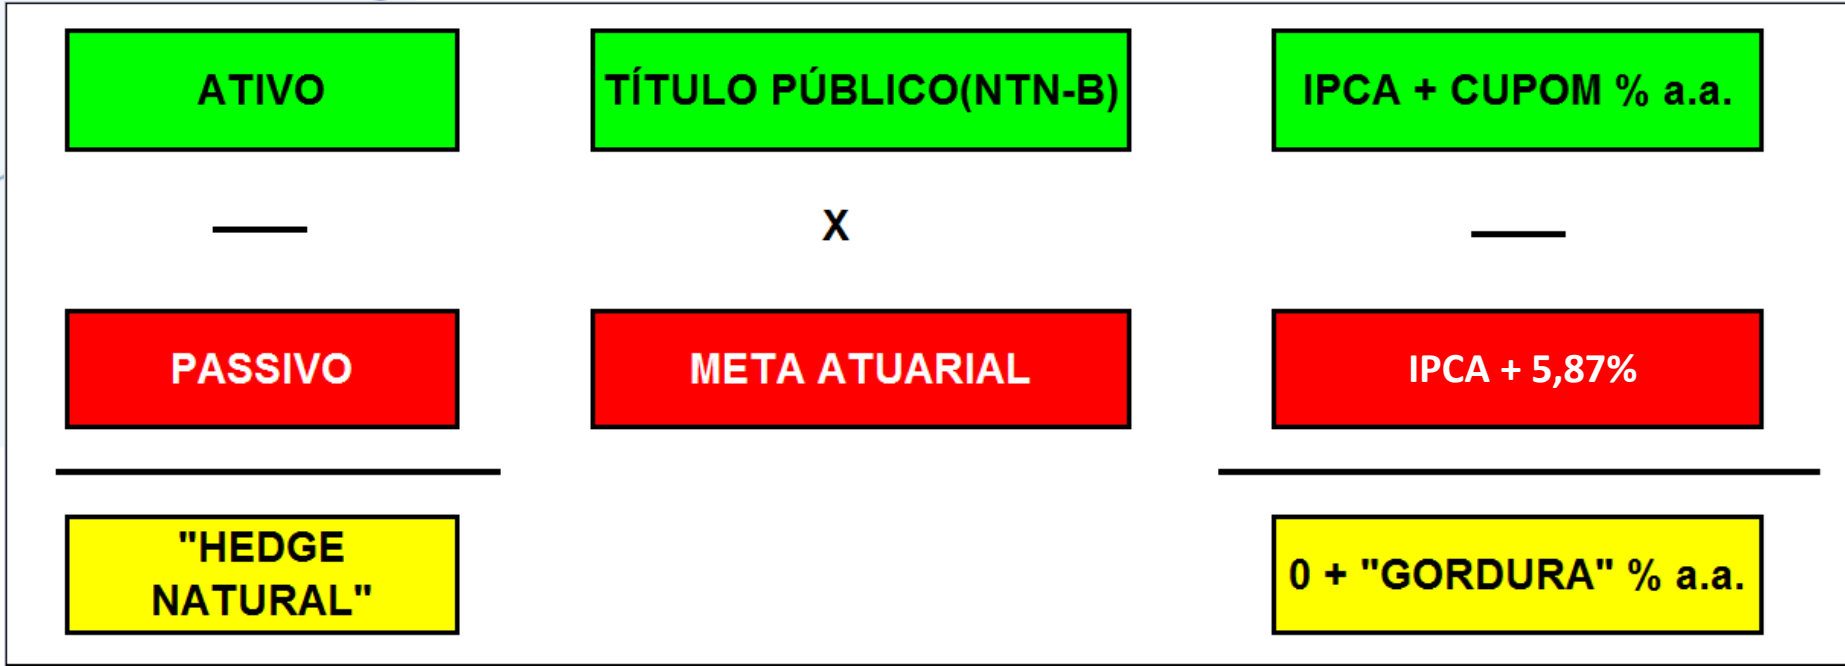 ATIVO
TÍTULO PÚBLICO(NTN-B)
IPCA + CUPOM % a.a.
X
PASSIVO
META ATUARIAL
IPCA + 5,87%
"HEDGE
NATURAL"
0 + "GORDURA" % a.a.